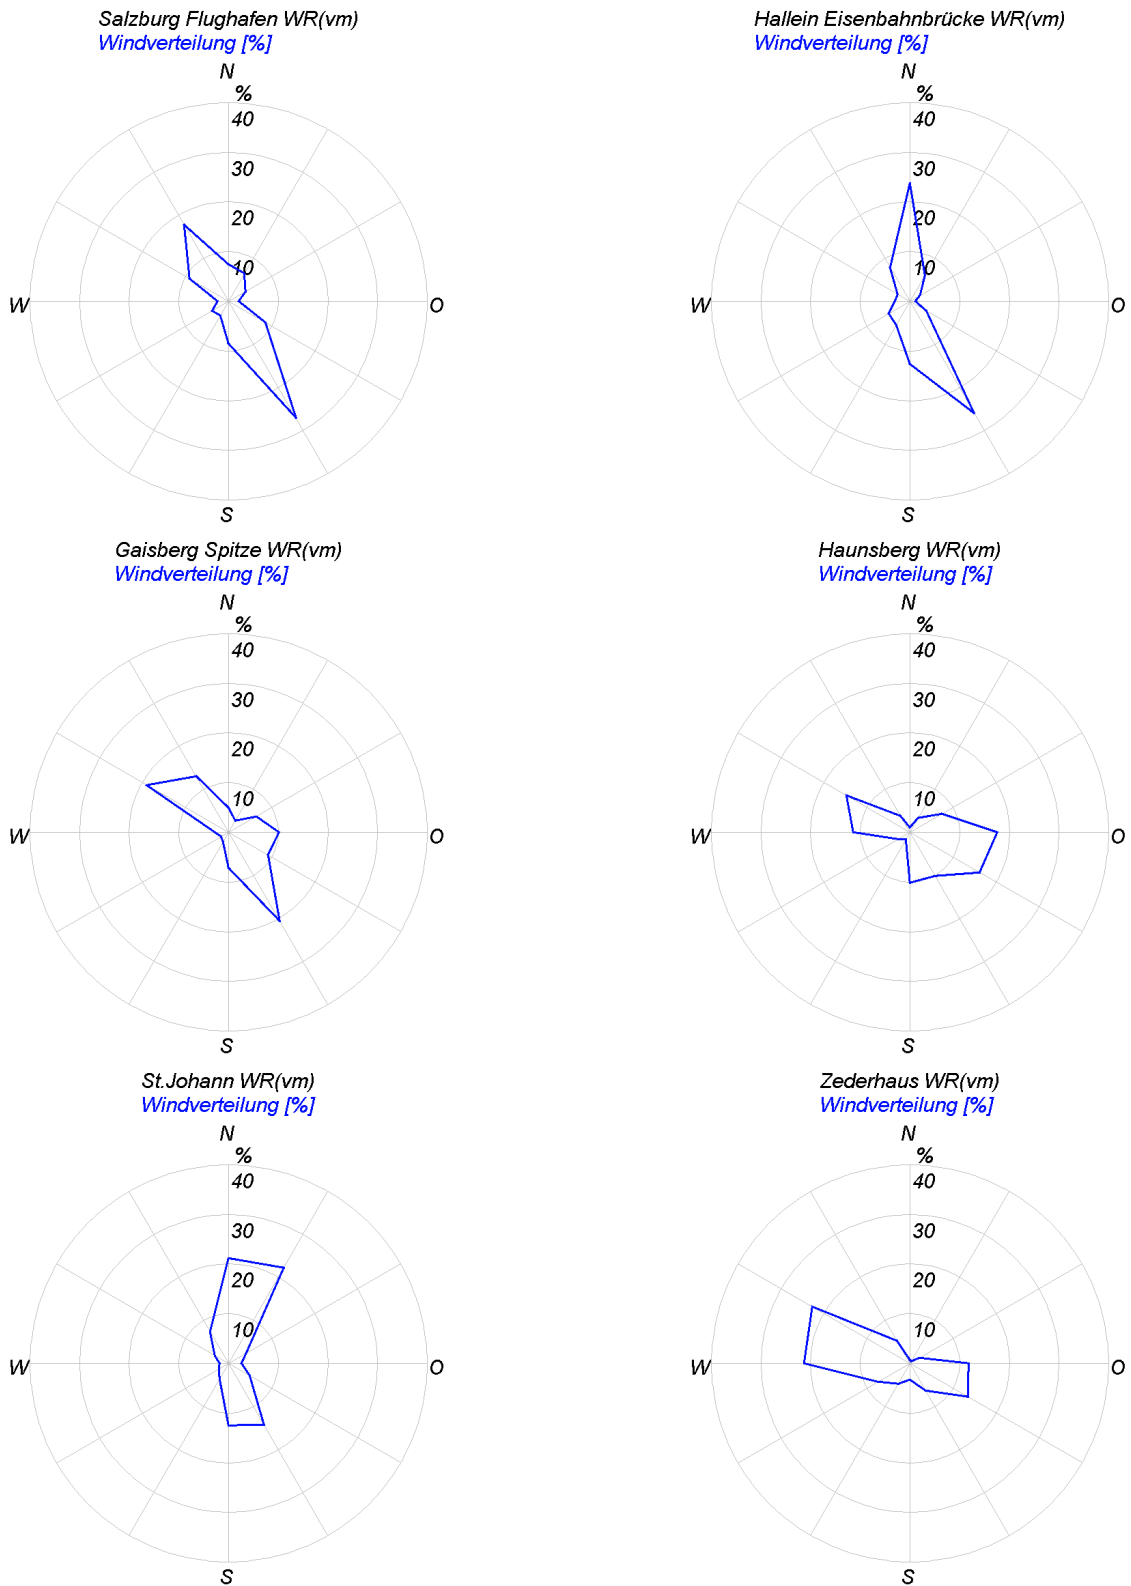 Salzburg Flughafen WR(vm)
Windverteilung [%]
N
%
40
30
20
10
W
O
S
Hallein Eisenbahnbrücke WR(vm)
Windverteilung [%]
N
%
40
30
20
10
W
O
S
Gaisberg Spitze WR(vm)
Windverteilung [%]
N
%
40
30
20
10
W
O
S
Haunsberg WR(vm)
Windverteilung [%]
N
%
40
30
20
10
W
O
S
St.Johann WR(vm)
Windverteilung [%]
N
%
40
30
20
10
W
O
S
Zederhaus WR(vm)
Windverteilung [%]
N
%
40
30
20
10
W
O
S